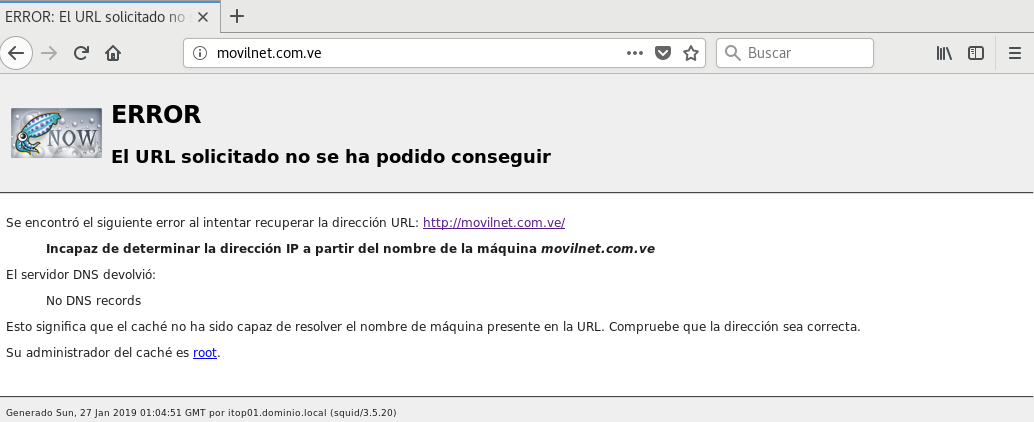 ERROR: El URL solicitado no s
movilnet.com.ve
Buscar
NOW
ERROR
El URL solicitado no se ha podido conseguir
Se encontró el siguiente error al intentar recuperar la dirección URL: http://movilnet.com.ve/
Incapaz de determinar la dirección IP a partir del nombre de la máquina movilnet.com.ve
El servidor DNS devolvió:
No DNS records
Esto significa que el caché no ha sido capaz de resolver el nombre de máquina presente en la URL. Compruebe que la dirección sea correcta.
Su administrador del caché es root.
Generado Sun, 27 Jan 2019 01:04:51 GMT por itop01.dominio.local (squid/3.5.20)